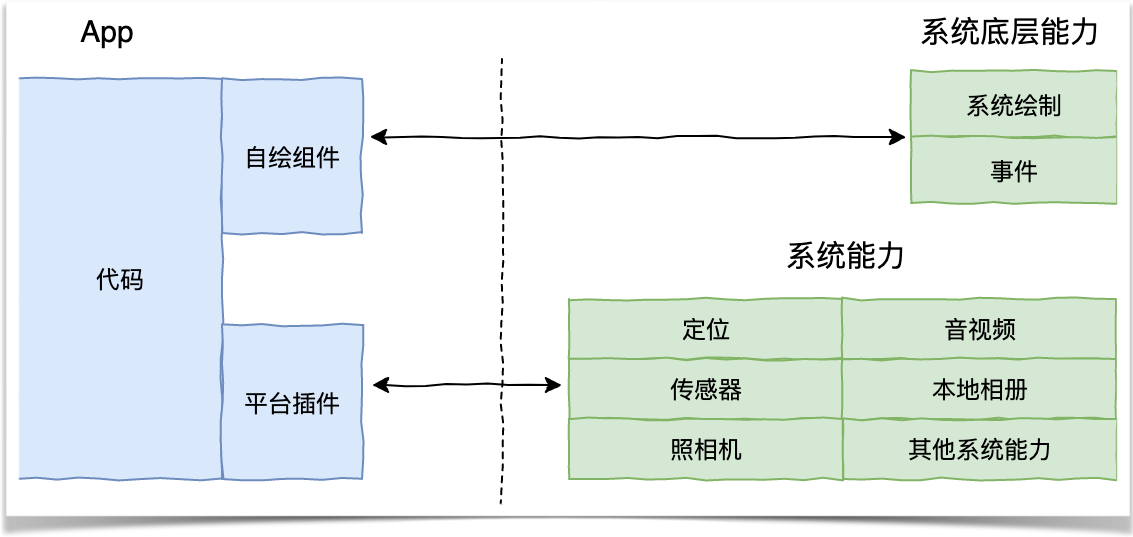 App
系统底层能力
系统绘制
自绘组件
事件
系统能力
代码
定位
音视频
传感器
本地相册
平台插件
照相机
其他系统能力